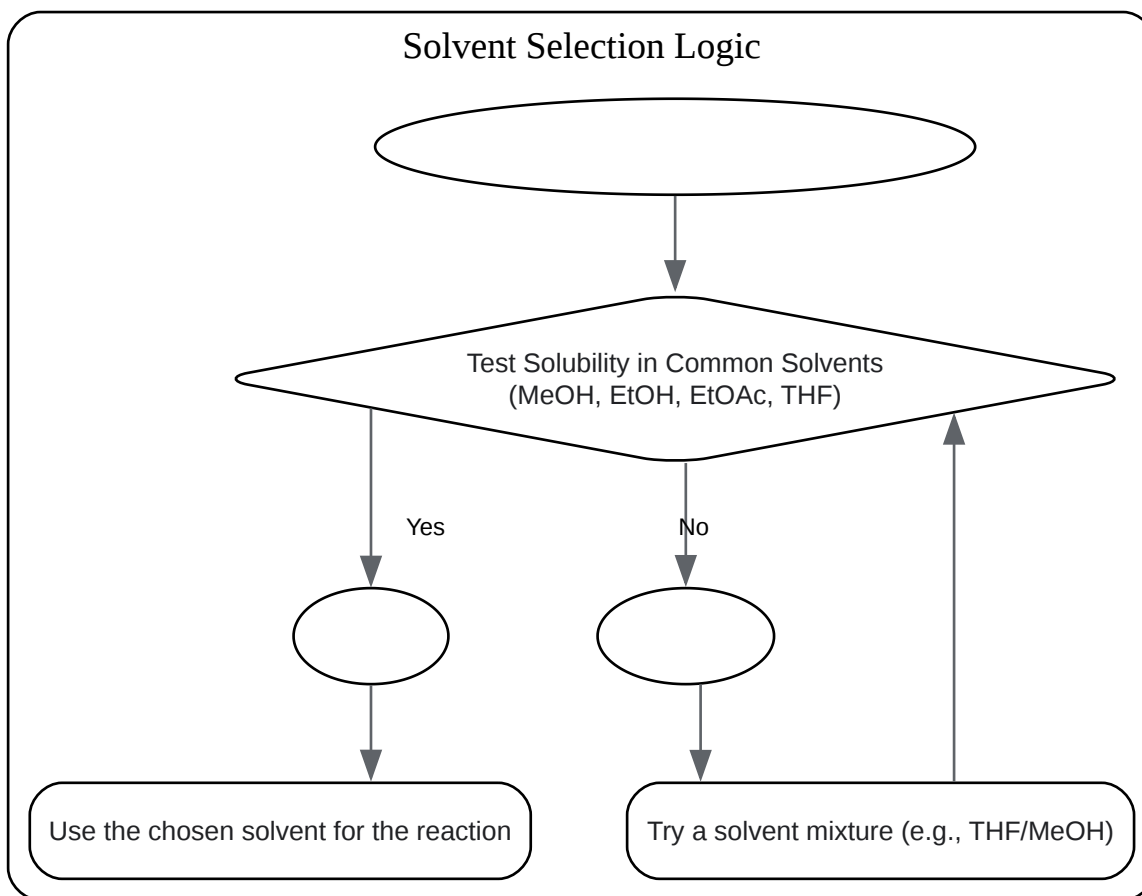 Solvent Selection Logic
Test Solubility in Common Solvents
(MeOH, EtOH, EtOAc, THF)
Yes
No
Use the chosen solvent for the reaction
Try a solvent mixture (e.g., THF/MeOH)